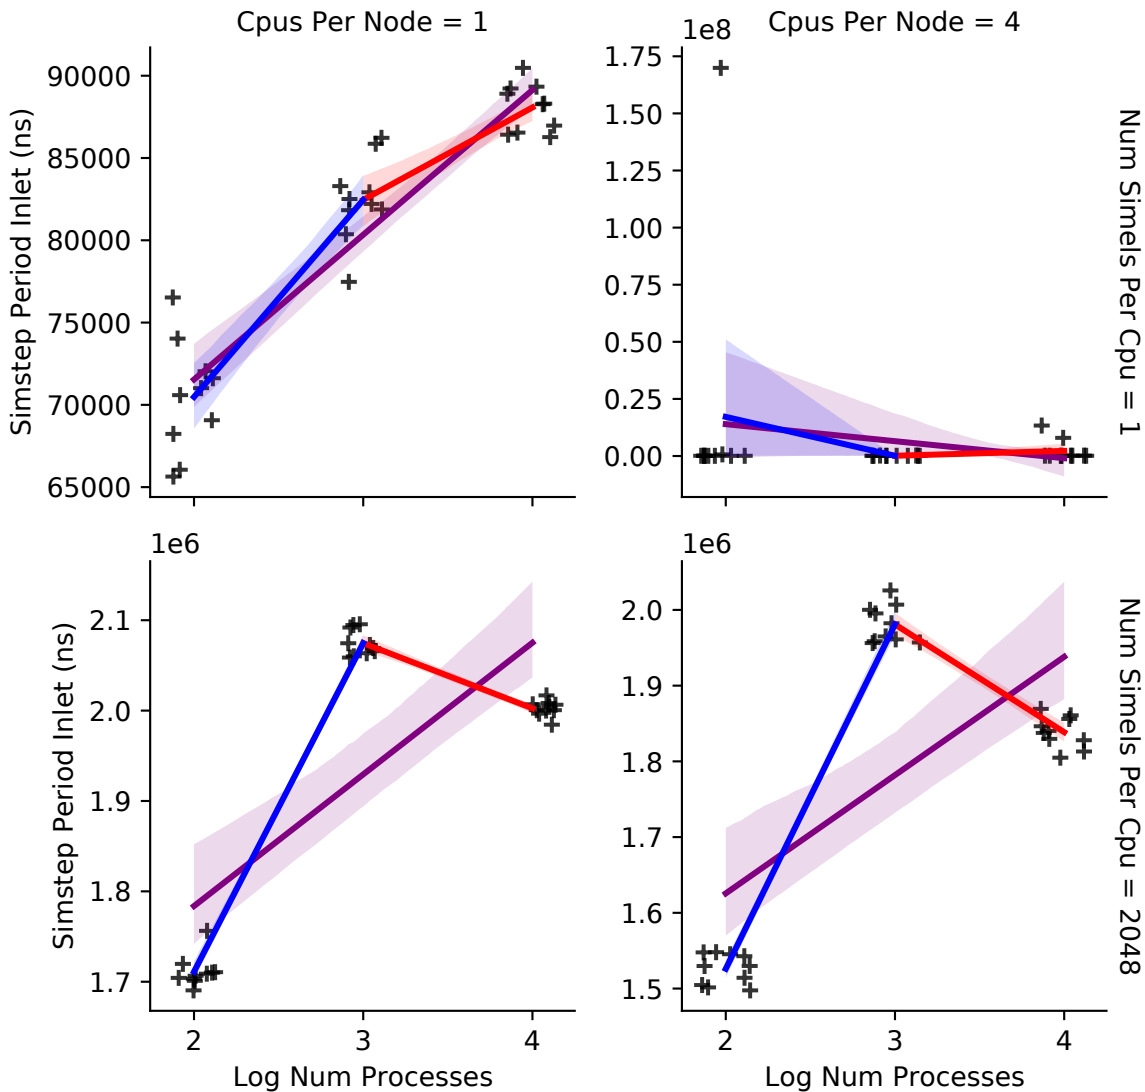 Cpus Per Node = 1
Cpus Per Node = 4
1e8
90000
85000
80000
75000
70000
65000
Simstep Period Inlet (ns)
1.75
1.50
1.25
1.00
0.75
0.50
0.25
0.00
Num Simels Per Cpu = 1
1e6
2.1
2.0
1.9
1.8
1.7
Simstep Period Inlet (ns)
2
3
4
Log Num Processes
1e6
2.0
1.9
1.8
1.7
1.6
1.5
2
3
4
Log Num Processes
Num Simels Per Cpu = 2048